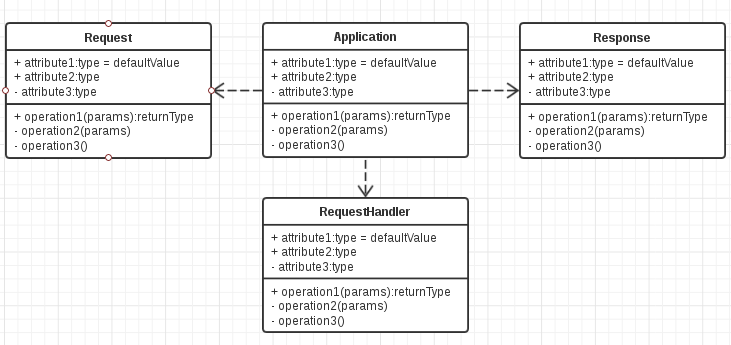 Request
+ attribute1:type = defaultValue
+ attribute2:type
- attribute3:type
+ operation1(params):returnType
- operation2(params)
- operation3()
Application
+ attribute1:type = defaultValue
+ attribute2:type
- attribute3:type
+ operation1(params):returnType
- operation2(params)
- operation3()
Response
+ attribute1:type = defaultValue
+ attribute2:type
- attribute3:type
+ operation1(params):returnType
- operation2(params)
- operation3()
RequestHandler
+ attribute1:type = defaultValue
+ attribute2:type
- attribute3:type
+ operation1(params):returnType
- operation2(params)
- operation3()